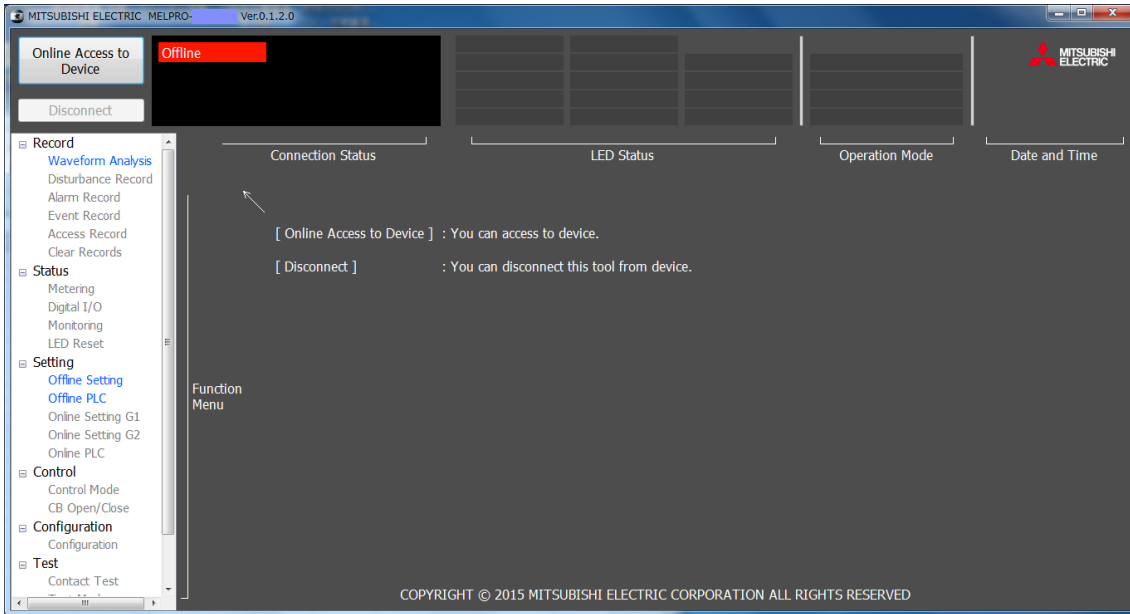 MITSUBISHI ELECTRIC MELPRO- Ver.0.1.2.0
Online Access to
Device
Disconnect
Offline
MITSUBISHI
ELECTRIC
Connection Status
LED Status
Operation Mode
Date and Time
Record
Waveform Analysis
Disturbance Record
Alarm Record
Event Record
Access Record
Clear Records
Status
Metering
Digital I/O
Monitoring
LED Reset
Setting
Offline Setting
Offline PLC
Online Setting G1
Online Setting G2
Online PLC
Control
Control Mode
CB Open/Close
Configuration
Configuration
Test
Contact Test
[ Online Access to Device ] : You can access to device.
[ Disconnect ] : You can disconnect this tool from device.
Function
Menu
COPYRIGHT © 2015 MITSUBISHI ELECTRIC CORPORATION ALL RIGHTS RESERVED